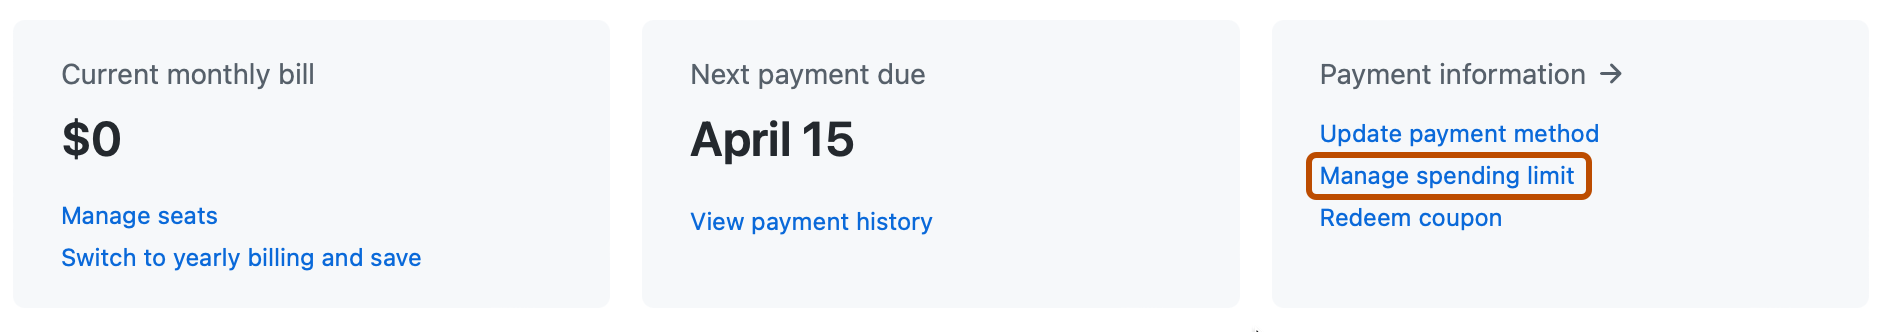 Current monthly bill
$0
Manage seats
Switch to yearly billing and save
Next payment due
April 15
View payment history
Payment information →
Update payment method
Manage spending limit
Redeem coupon